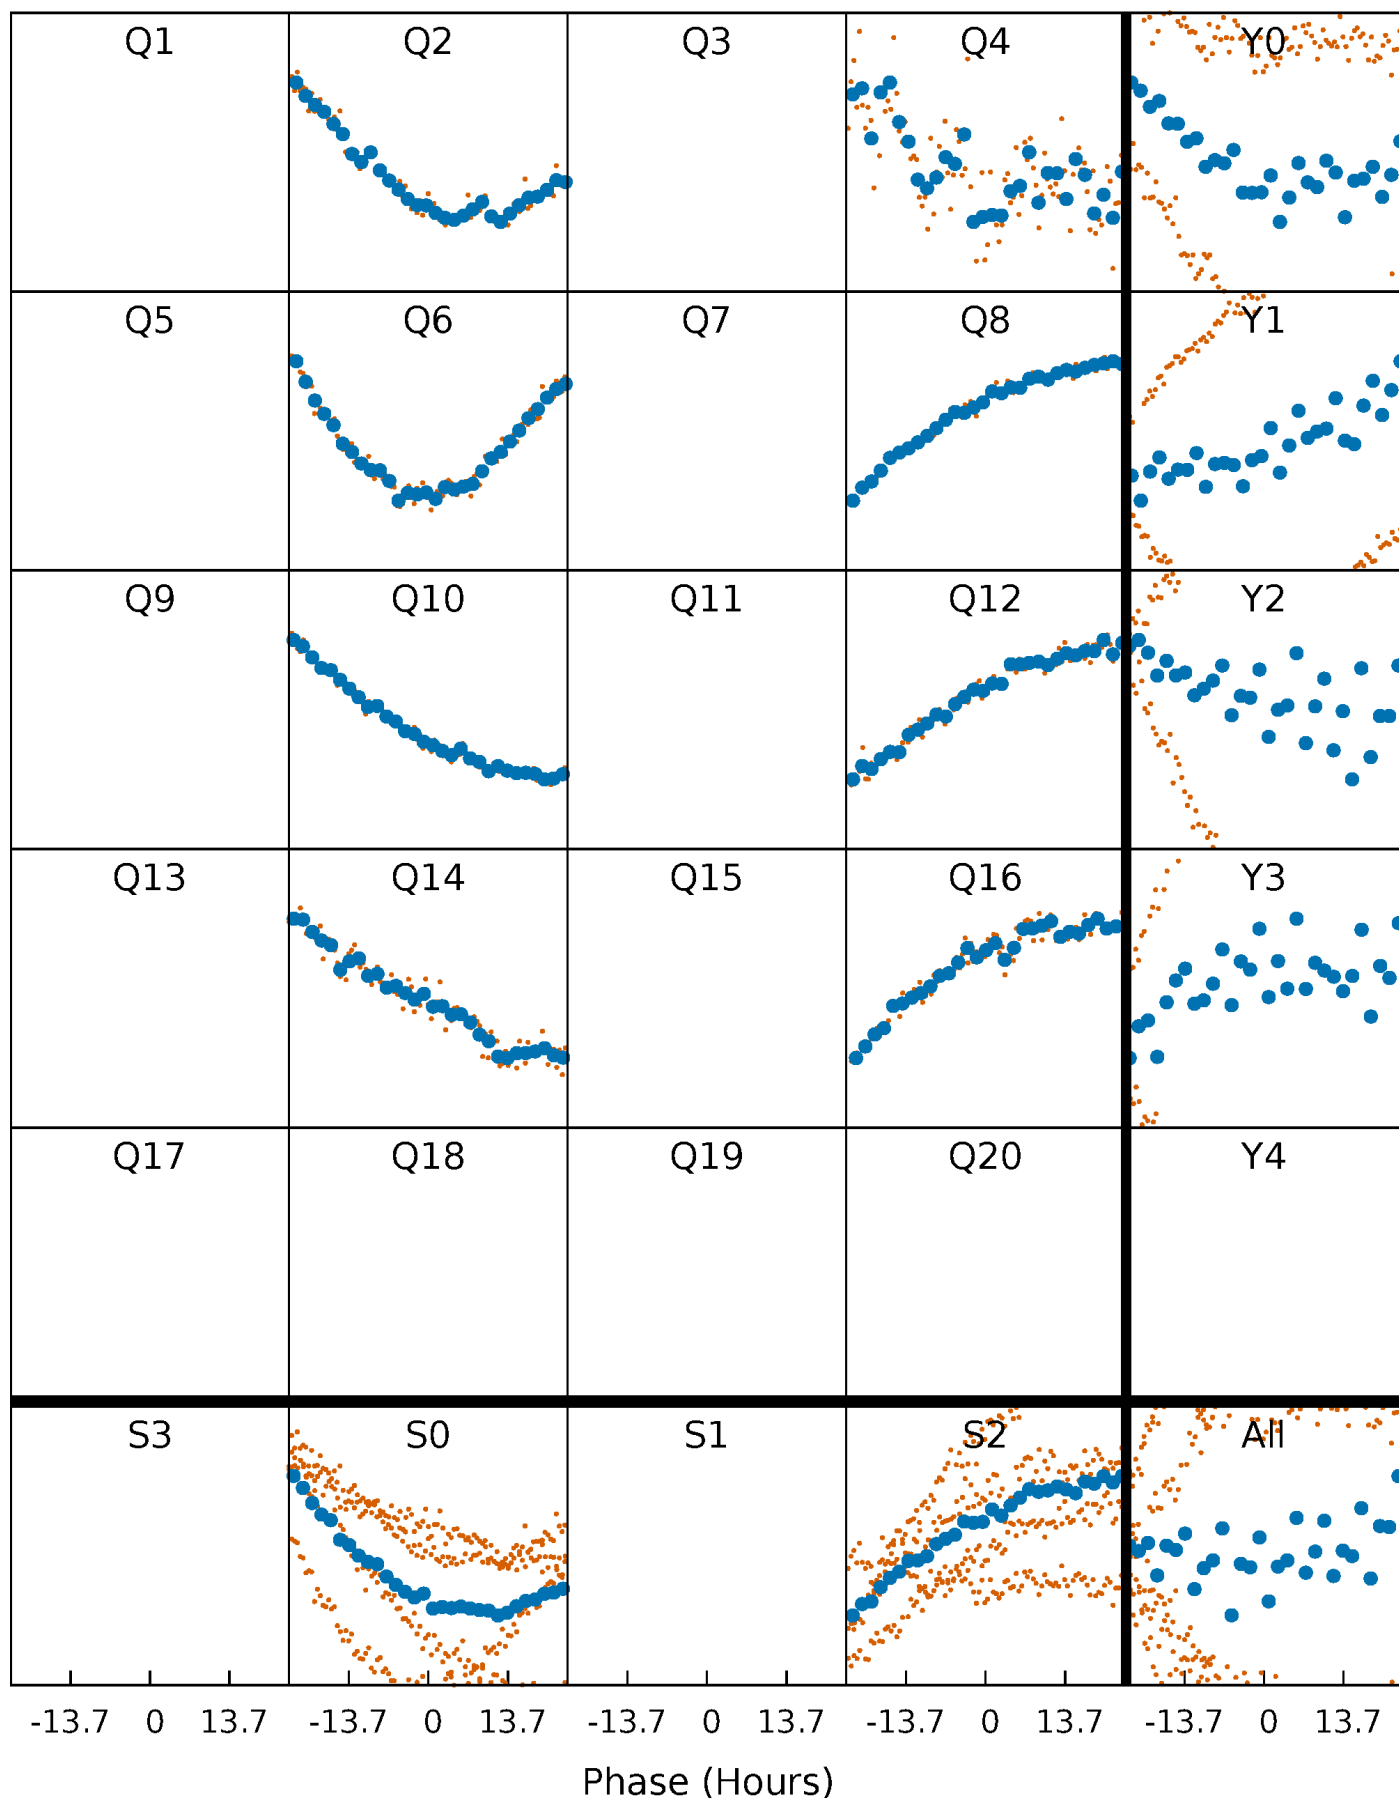 Q1 Q2 Q3 Q4 Y0
Q5 Q6 Q7 Q8 Y1
Q9 Q10 Q11 Q12 Y2
Q13 Q14 Q15 Q16 Y3
Q17 Q18 Q19 Q20 Y4
S3 S0 S1 S2 All
-13.7 0 13.7 -13.7 0 13.7 -13.7 0 13.7 -13.7 0 13.7 -13.7 0 13.7
Phase (Hours)